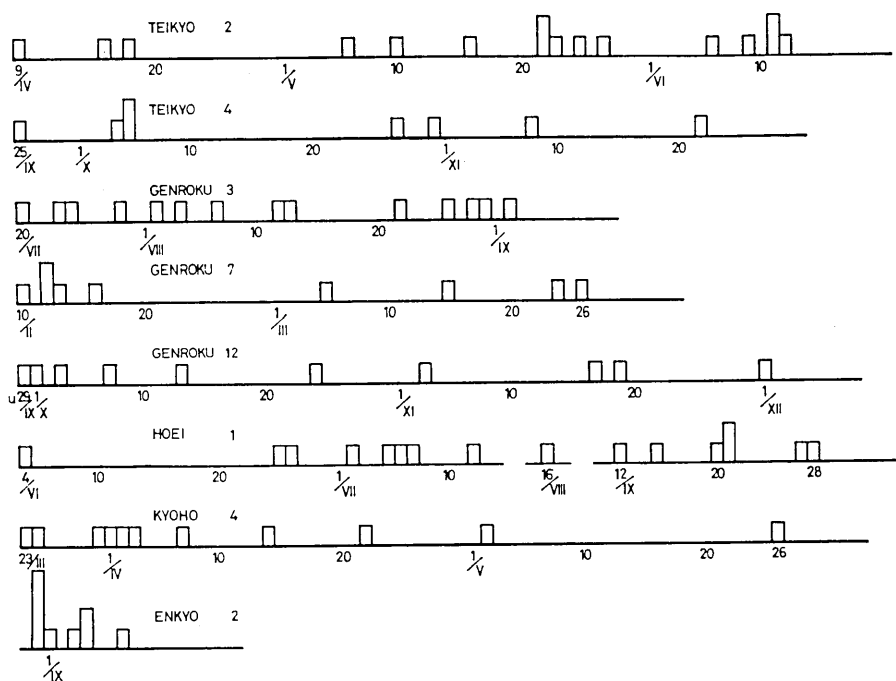 TEIKYO 2
9/IV 20 1/V 10 20 1/VI 10
TEIKYO 4
25/IX 1/X 10 20 1/XI 10 20
GENROKU 3
20/VII 1/VIII 10 20 1/IX
GENROKU 7
10/II 20 1/III 10 20 26
GENROKU 12
u 29/IX 1/X 10 20 1/XI 10 20 1/XII
HOEI 1
4/VI 10 20 1/VII 10 16/VIII 12/IX 20 28
KYOHO 4
23/III 1/IV 10 20 1/V 10 20 26
ENKYO 2
1/IX